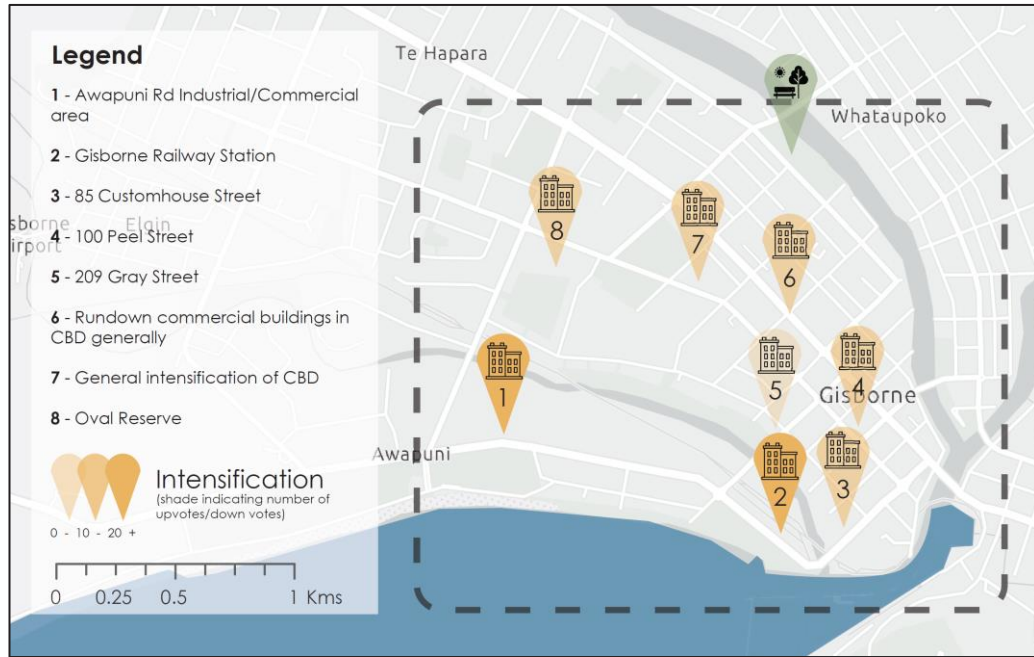 Legend
1 - Awapuni Rd Industrial/Commercial
area
2 - Gisborne Railway Station
3 - 85 Customhouse Street
4 - 100 Peel Street
5 - 209 Gray Street
6 - Rundown commercial buildings in
CBD generally
7 - General intensification of CBD
8 - Oval Reserve
Intensification
(shade indicating number of
upvotes/down votes)
0 - 10 - 20 +
0 0.25 0.5 1 Kms
Te Hapara
Whataupoko
Elgin
8
7
6
1
5
4
Gisborne
Awapuni
2
3